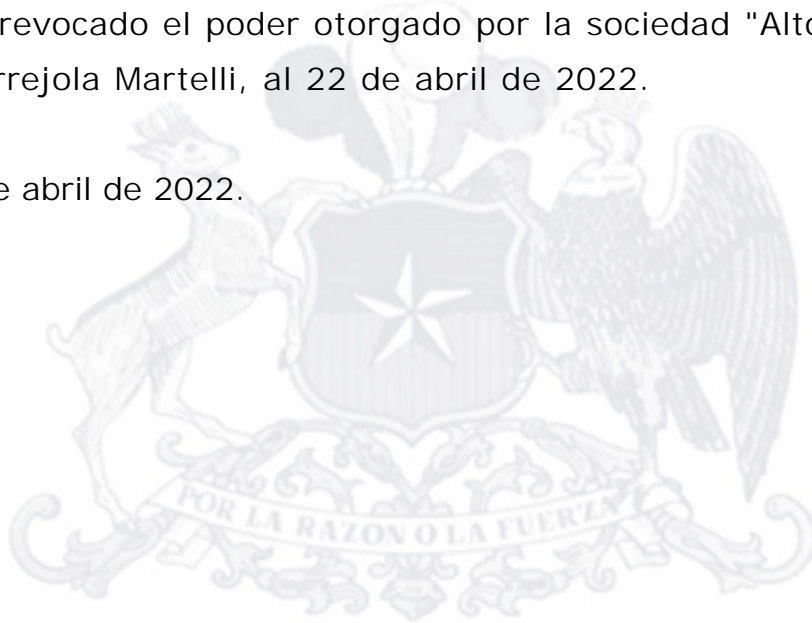 revocado el poder otorgado por la sociedad "Alto
rrejola Martelli, al 22 de abril de 2022.
e abril de 2022.
POR LA RAZON O LA FUERZA